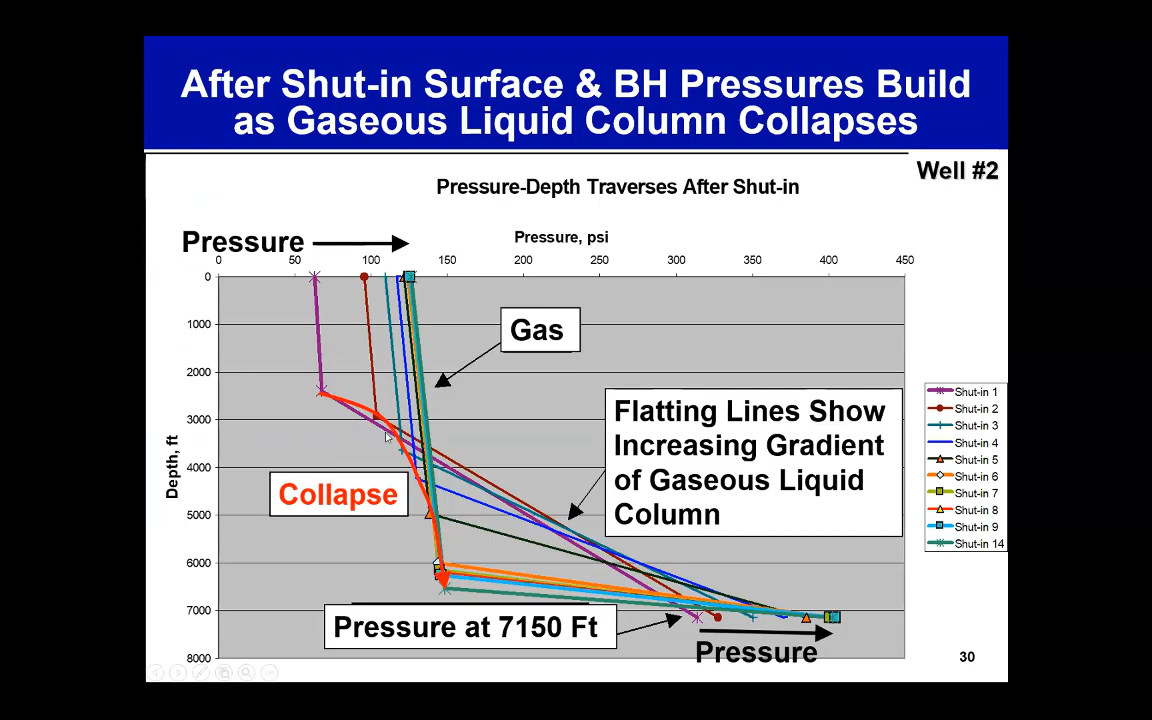 After Shut-in Surface & BH Pressures Build
as Gaseous Liquid Column Collapses
Well #2
Pressure-Depth Traverses After Shut-in
Pressure
Pressure, psi
0 50 100 150 200 250 300 350 400 450
0
1000
2000
3000
4000
5000
6000
7000
8000
Depth, ft
Gas
Flatting Lines Show
Increasing Gradient
of Gaseous Liquid
Column
Collapse
Pressure at 7150 Ft
Pressure
Shut-in 1
Shut-in 2
Shut-in 3
Shut-in 4
Shut-in 5
Shut-in 6
Shut-in 7
Shut-in 8
Shut-in 9
Shut-in 14
30